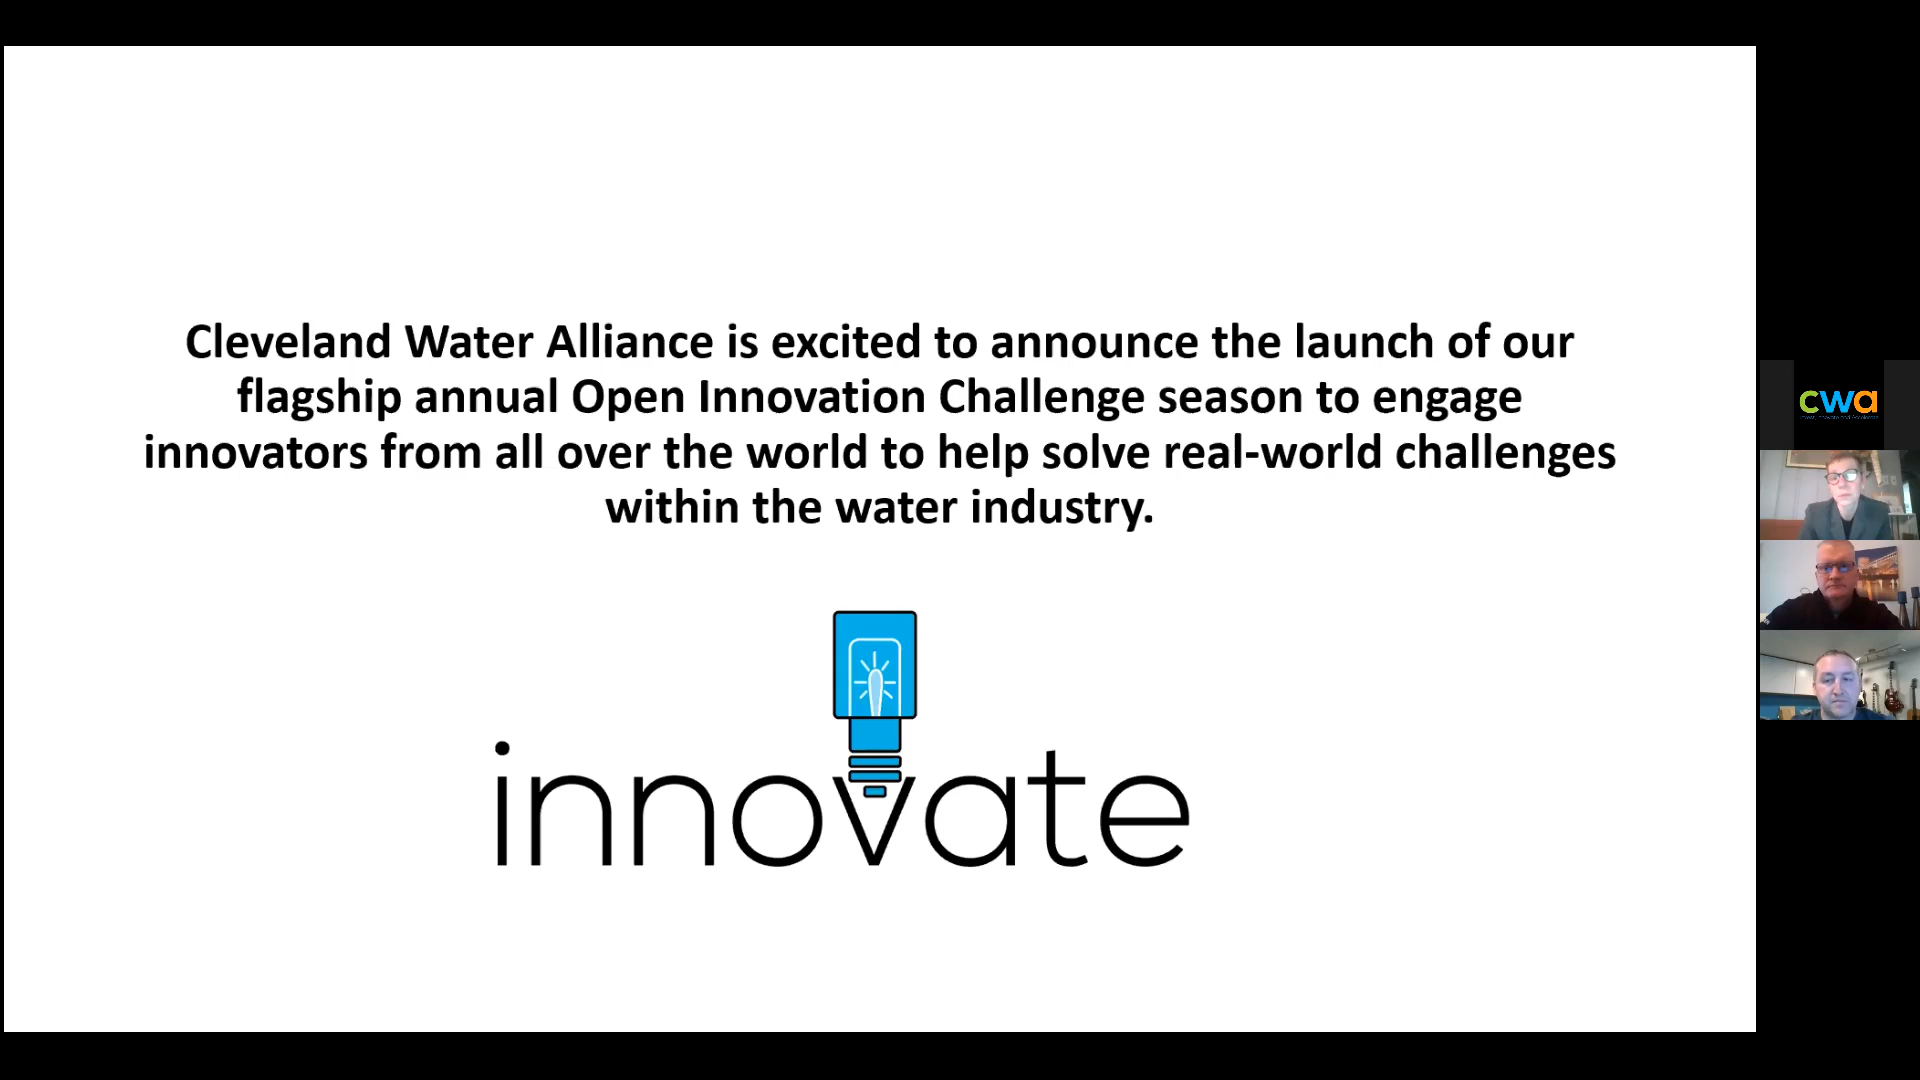 Cleveland Water Alliance is excited to announce the launch of our
flagship annual Open Innovation Challenge season to engage
innovators from all over the world to help solve real-world challenges
within the water industry.
innovate
cwa